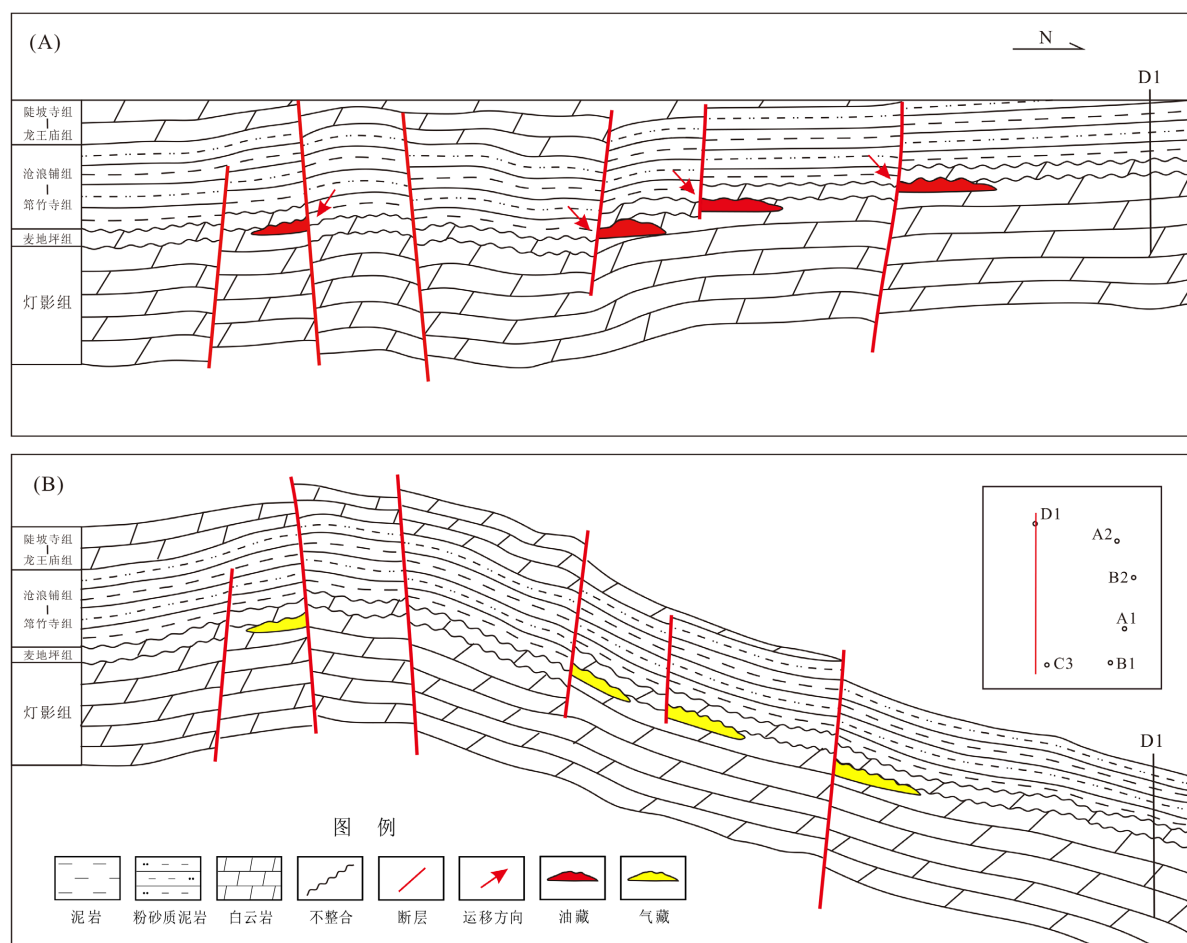 (A)
N
D1
陡坡寺组
龙王庙组
沧浪铺组
筇竹寺组
麦地坪组
灯影组
(B)
D1
A2
B2
A1
C3
B1
陡坡寺组
龙王庙组
沧浪铺组
筇竹寺组
麦地坪组
灯影组
D1
图 例
泥岩
粉砂质泥岩
白云岩
不整合
断层
运移方向
油藏
气藏